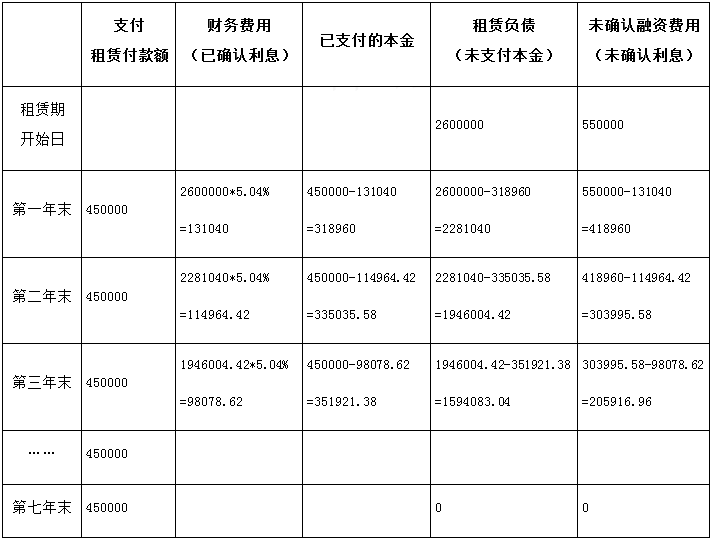 支付
租赁付款额
财务费用
（已确认利息）
已支付的本金
租赁负债
（未支付本金）
未确认融资费用
（未确认利息）
租赁期
开始日
2600000
550000
第一年末
450000
2600000*5.04%
=131040
450000-131040
=318960
2600000-318960
=2281040
550000-131040
=418960
第二年末
450000
2281040*5.04%
=114964.42
450000-114964.42
=335035.58
2281040-335035.58
=1946004.42
418960-114964.42
=303995.58
第三年末
450000
1946004.42*5.04%
=98078.62
450000-98078.62
=351921.38
1946004.42-351921.38
=1594083.04
303995.58-98078.62
=205916.96
……
450000
第七年末
450000
0
0